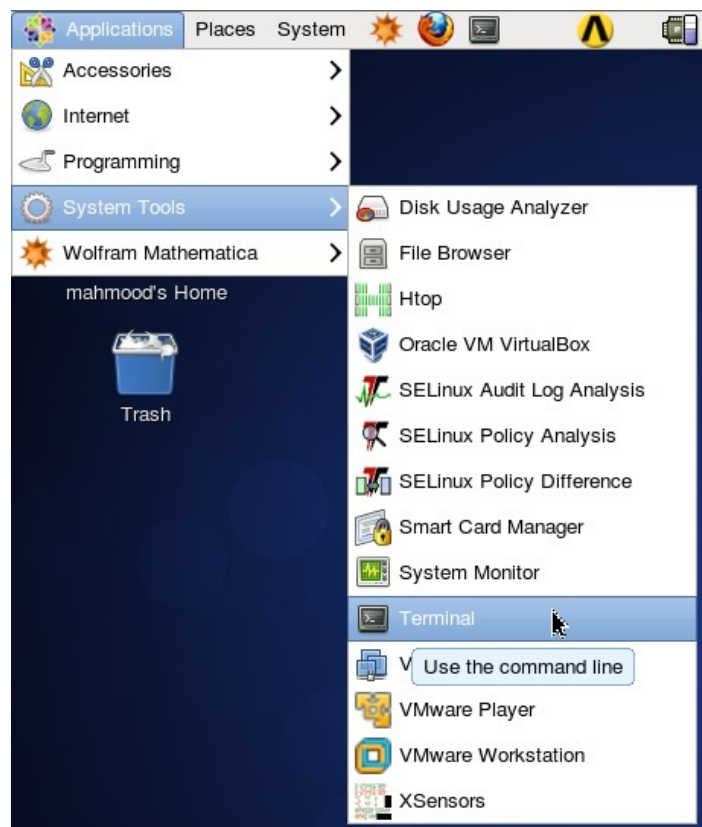 Applications Places System
Accessories
Internet
Programming
System Tools
Wolfram Mathematica
mahmood's Home
Trash
Disk Usage Analyzer
File Browser
Htop
Oracle VM VirtualBox
SELinux Audit Log Analysis
SELinux Policy Analysis
SELinux Policy Difference
Smart Card Manager
System Monitor
Terminal
V
Use the command line
VMware Player
VMware Workstation
XSensors